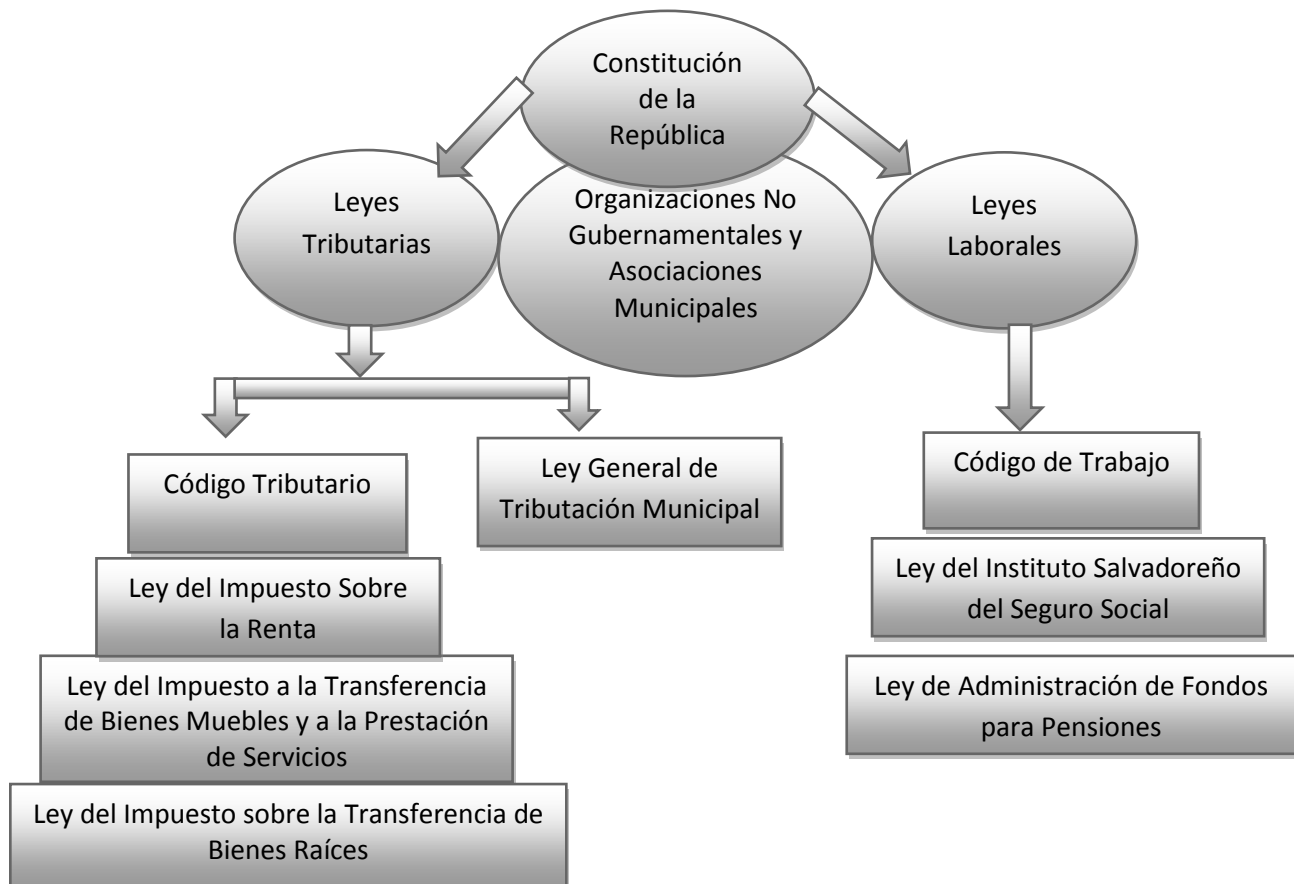 Constitución
de la
República
Leyes
Tributarias
Organizaciones No
Gubernamentales y
Asociaciones
Municipales
Leyes
Laborales
Código Tributario
Ley General de
Tributación Municipal
Código de Trabajo
Ley del Impuesto Sobre
la Renta
Ley del Instituto Salvadoreño
del Seguro Social
Ley del Impuesto a la Transferencia
de Bienes Muebles y a la Prestación
de Servicios
Ley de Administración de Fondos
para Pensiones
Ley del Impuesto sobre la Transferencia de
Bienes Raíces